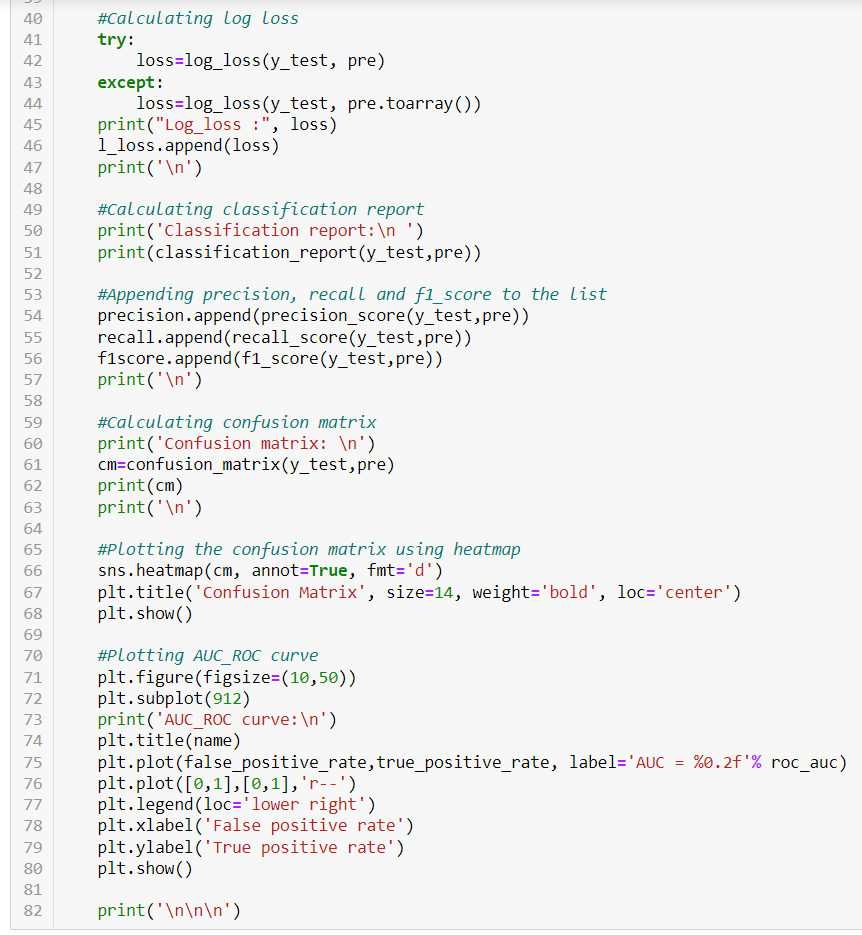 40 #Calculating log loss
41 try:
42 loss=log_loss(y_test, pre)
43 except:
44 loss=log_loss(y_test, pre.toarray())
45 print("Log_loss :", loss)
46 l_loss.append(loss)
47 print('\n')
48
49 #Calculating classification report
50 print('Classification report:\n ')
51 print(classification_report(y_test,pre))
52
53 #Appending precision, recall and f1_score to the list
54 precision.append(precision_score(y_test,pre))
55 recall.append(recall_score(y_test,pre))
56 f1score.append(f1_score(y_test,pre))
57 print('\n')
58
59 #Calculating confusion matrix
60 print('Confusion matrix: \n')
61 cm=confusion_matrix(y_test,pre)
62 print(cm)
63 print('\n')
64
65 #Plotting the confusion matrix using heatmap
66 sns.heatmap(cm, annot=True, fmt='d')
67 plt.title('Confusion Matrix', size=14, weight='bold', loc='center')
68 plt.show()
69
70 #Plotting AUC_ROC curve
71 plt.figure(figsize=(10,50))
72 plt.subplot(912)
73 print('AUC_ROC curve:\n')
74 plt.title(name)
75 plt.plot(false_positive_rate,true_positive_rate, label='AUC = %0.2f'% roc_auc)
76 plt.plot([0,1],[0,1],'r--')
77 plt.legend(loc='lower right')
78 plt.xlabel('False positive rate')
79 plt.ylabel('True positive rate')
80 plt.show()
81
82 print('\n\n\n')